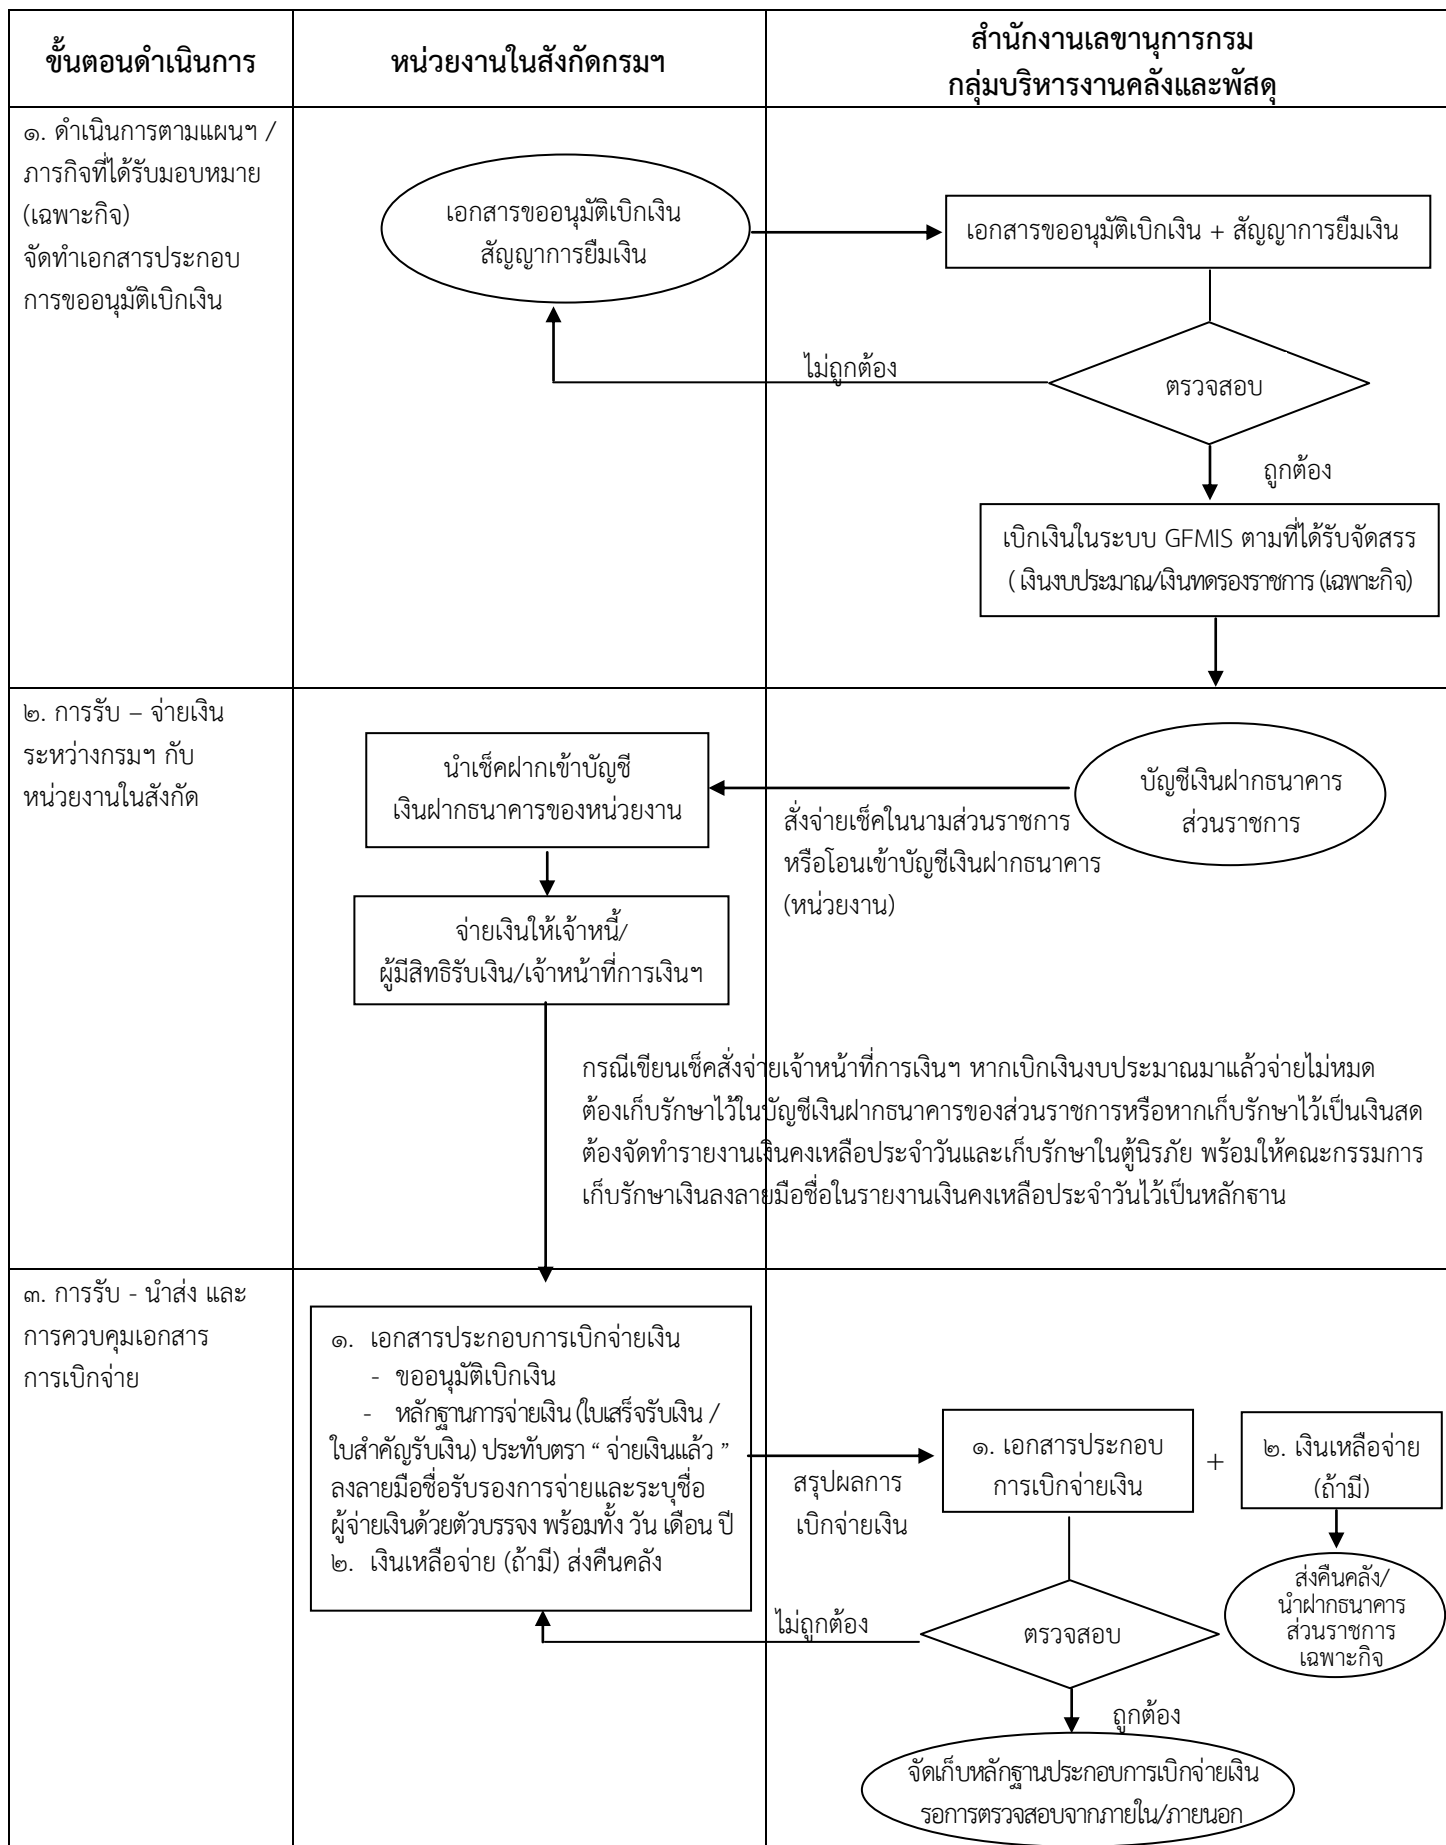 ขั้นตอนดำเนินการ
หน่วยงานในสังกัดกรมฯ
สำนักงานเลขานุการกรม
กลุ่มบริหารงานคลังและพัสดุ
๑. ดำเนินการตามแผนฯ /
ภารกิจที่ได้รับมอบหมาย
(เฉพาะกิจ)
จัดทำเอกสารประกอบ
การขออนุมัติเบิกเงิน
เอกสารขออนุมัติเบิกเงิน
สัญญาการยืมเงิน
เอกสารขออนุมัติเบิกเงิน + สัญญาการยืมเงิน
ไม่ถูกต้อง
ตรวจสอบ
ถูกต้อง
เบิกเงินในระบบ GFMIS ตามที่ได้รับจัดสรร
( เงินงบประมาณ/เงินทดรองราชการ (เฉพาะกิจ)
๒. การรับ – จ่ายเงิน
ระหว่างกรมฯ กับ
หน่วยงานในสังกัด
นำเช็คฝากเข้าบัญชี
เงินฝากธนาคารของหน่วยงาน
บัญชีเงินฝากธนาคาร
ส่วนราชการ
สั่งจ่ายเช็คในนามส่วนราชการ
หรือโอนเข้าบัญชีเงินฝากธนาคาร
(หน่วยงาน)
จ่ายเงินให้เจ้าหนี้/
ผู้มีสิทธิรับเงิน/เจ้าหน้าที่การเงินฯ
กรณีเขียนเช็คสั่งจ่ายเจ้าหน้าที่การเงินฯ หากเบิกเงินงบประมาณมาแล้วจ่ายไม่หมด
ต้องเก็บรักษาไว้ในบัญชีเงินฝากธนาคารของส่วนราชการหรือหากเก็บรักษาไว้เป็นเงินสด
ต้องจัดทำรายงานเงินคงเหลือประจำวันและเก็บรักษาในตู้นิรภัย พร้อมให้คณะกรรมการ
เก็บรักษาเงินลงลายมือชื่อในรายงานเงินคงเหลือประจำวันไว้เป็นหลักฐาน
๓. การรับ - นำส่ง และ
การควบคุมเอกสาร
การเบิกจ่าย
๑. เอกสารประกอบการเบิกจ่ายเงิน
- ขออนุมัติเบิกเงิน
- หลักฐานการจ่ายเงิน (ใบเสร็จรับเงิน /
ใบสำคัญรับเงิน) ประทับตรา “ จ่ายเงินแล้ว ”
ลงลายมือชื่อรับรองการจ่ายและระบุชื่อ
ผู้จ่ายเงินด้วยตัวบรรจง พร้อมทั้ง วัน เดือน ปี
๒. เงินเหลือจ่าย (ถ้ามี) ส่งคืนคลัง
สรุปผลการ
เบิกจ่ายเงิน
๑. เอกสารประกอบ
การเบิกจ่ายเงิน
+
๒. เงินเหลือจ่าย
(ถ้ามี)
ส่งคืนคลัง/
นำฝากธนาคาร
ส่วนราชการ
เฉพาะกิจ
ไม่ถูกต้อง
ตรวจสอบ
ถูกต้อง
จัดเก็บหลักฐานประกอบการเบิกจ่ายเงิน
รอการตรวจสอบจากภายใน/ภายนอก